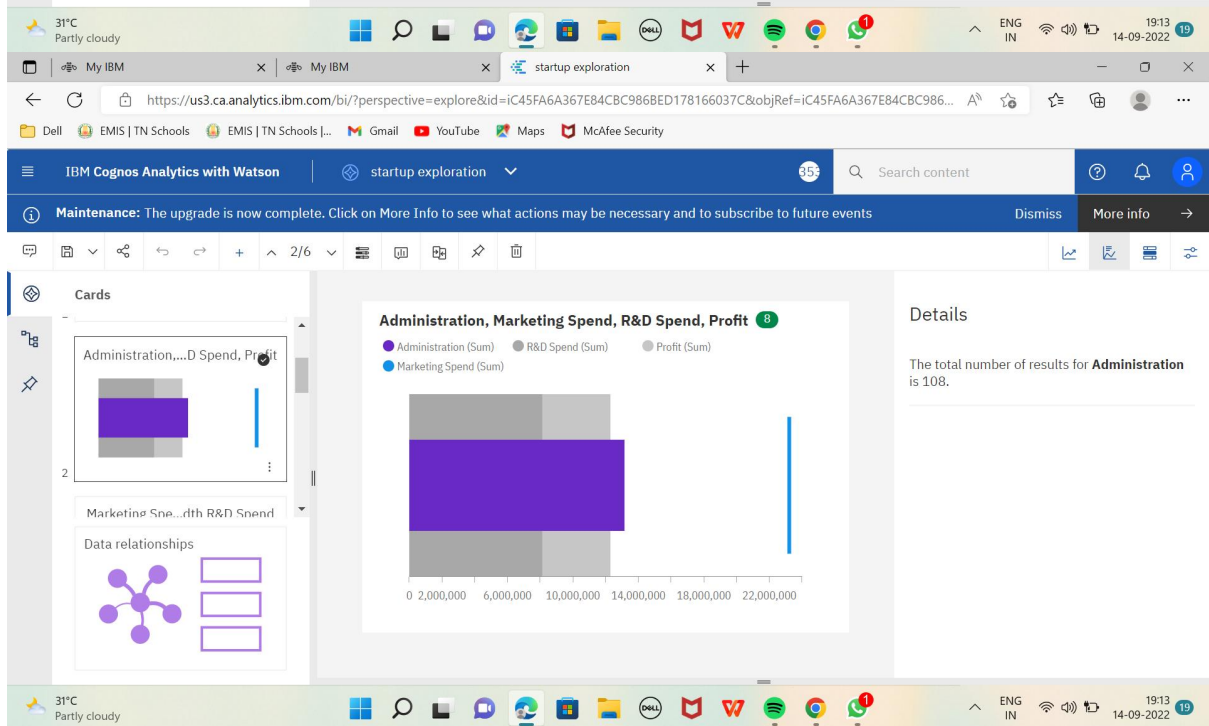 31°C
Partly cloudy
DELL
1
ENG
IN
19:13
14-09-2022
19
My IBM
My IBM
startup exploration
https://us3.ca.analytics.ibm.com/bi/?perspective=explore&id=iC45FA6A367E84CBC986BED178166037C&objRef=iC45FA6A367E84CBC986...
Dell EMIS | TN Schools EMIS | TN Schools |... Gmail YouTube Maps McAfee Security
IBM Cognos Analytics with Watson startup exploration 353 Search content
Maintenance: The upgrade is now complete. Click on More Info to see what actions may be necessary and to subscribe to future events Dismiss More info
2/6
Cards
Administration,...D Spend, Profit
2
Marketing Spe...dth R&D Spend
Data relationships
Administration, Marketing Spend, R&D Spend, Profit 8
Administration (Sum) R&D Spend (Sum) Profit (Sum)
Marketing Spend (Sum)
0 2,000,000 6,000,000 10,000,000 14,000,000 18,000,000 22,000,000
Details
The total number of results for Administration
is 108.
31°C
Partly cloudy
DELL
1
ENG
IN
19:13
14-09-2022
19